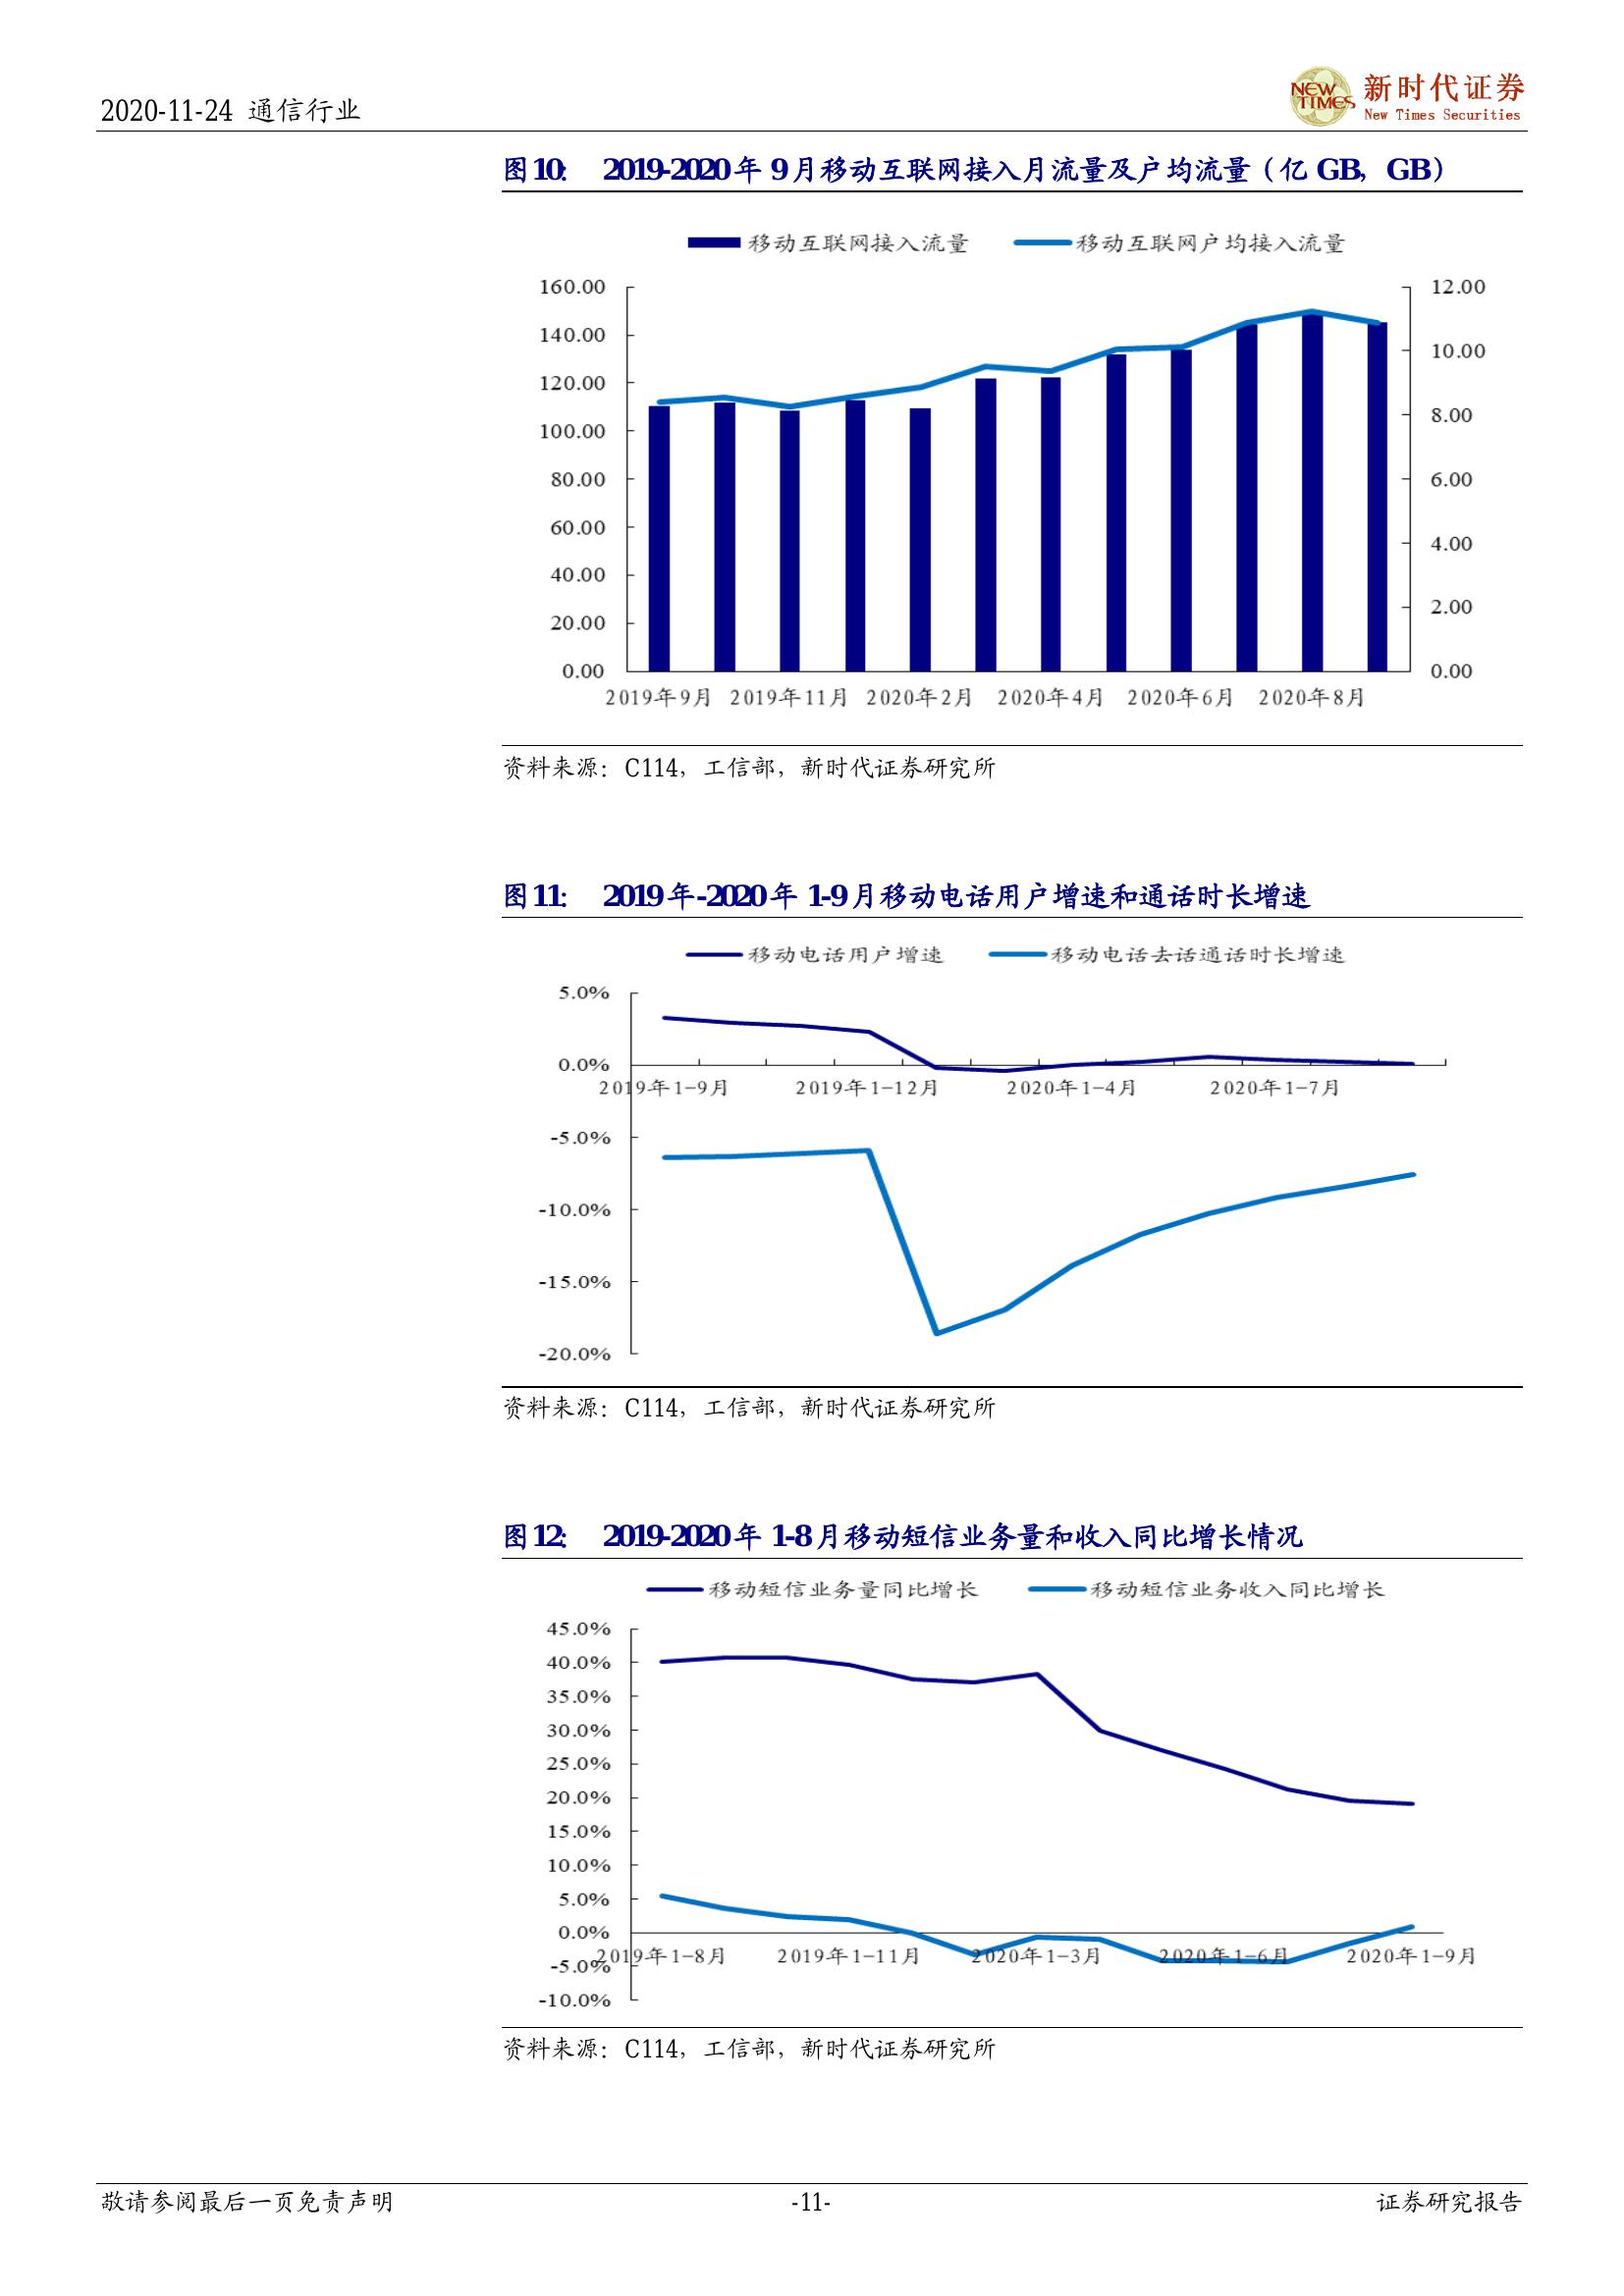 2020-11-24 通信行业
NEW TIMES 新时代证券
New Times Securities
图10: 2019-2020年9月移动互联网接入月流量及户均流量（亿GB，GB）
移动互联网接入流量 移动互联网户均接入流量
160.00 12.00
140.00
10.00
120.00
8.00
100.00
80.00 6.00
60.00
4.00
40.00
2.00
20.00
0.00 0.00
2019年9月 2019年11月 2020年2月 2020年4月 2020年6月 2020年8月
资料来源：C114，工信部，新时代证券研究所
图11: 2019年-2020年1-9月移动电话用户增速和通话时长增速
移动电话用户增速 移动电话去话通话时长增速
5.0%
0.0%
2019年1-9月 2019年1-12月 2020年1-4月 2020年1-7月
-5.0%
-10.0%
-15.0%
-20.0%
资料来源：C114，工信部，新时代证券研究所
图12: 2019-2020年1-8月移动短信业务量和收入同比增长情况
移动短信业务量同比增长 移动短信业务收入同比增长
45.0%
40.0%
35.0%
30.0%
25.0%
20.0%
15.0%
10.0%
5.0%
0.0%
2019年1-8月 2019年1-11月 2020年1-3月 2020年1-6月 2020年1-9月
-5.0%
-10.0%
资料来源：C114，工信部，新时代证券研究所
敬请参阅最后一页免责声明 -11- 证券研究报告